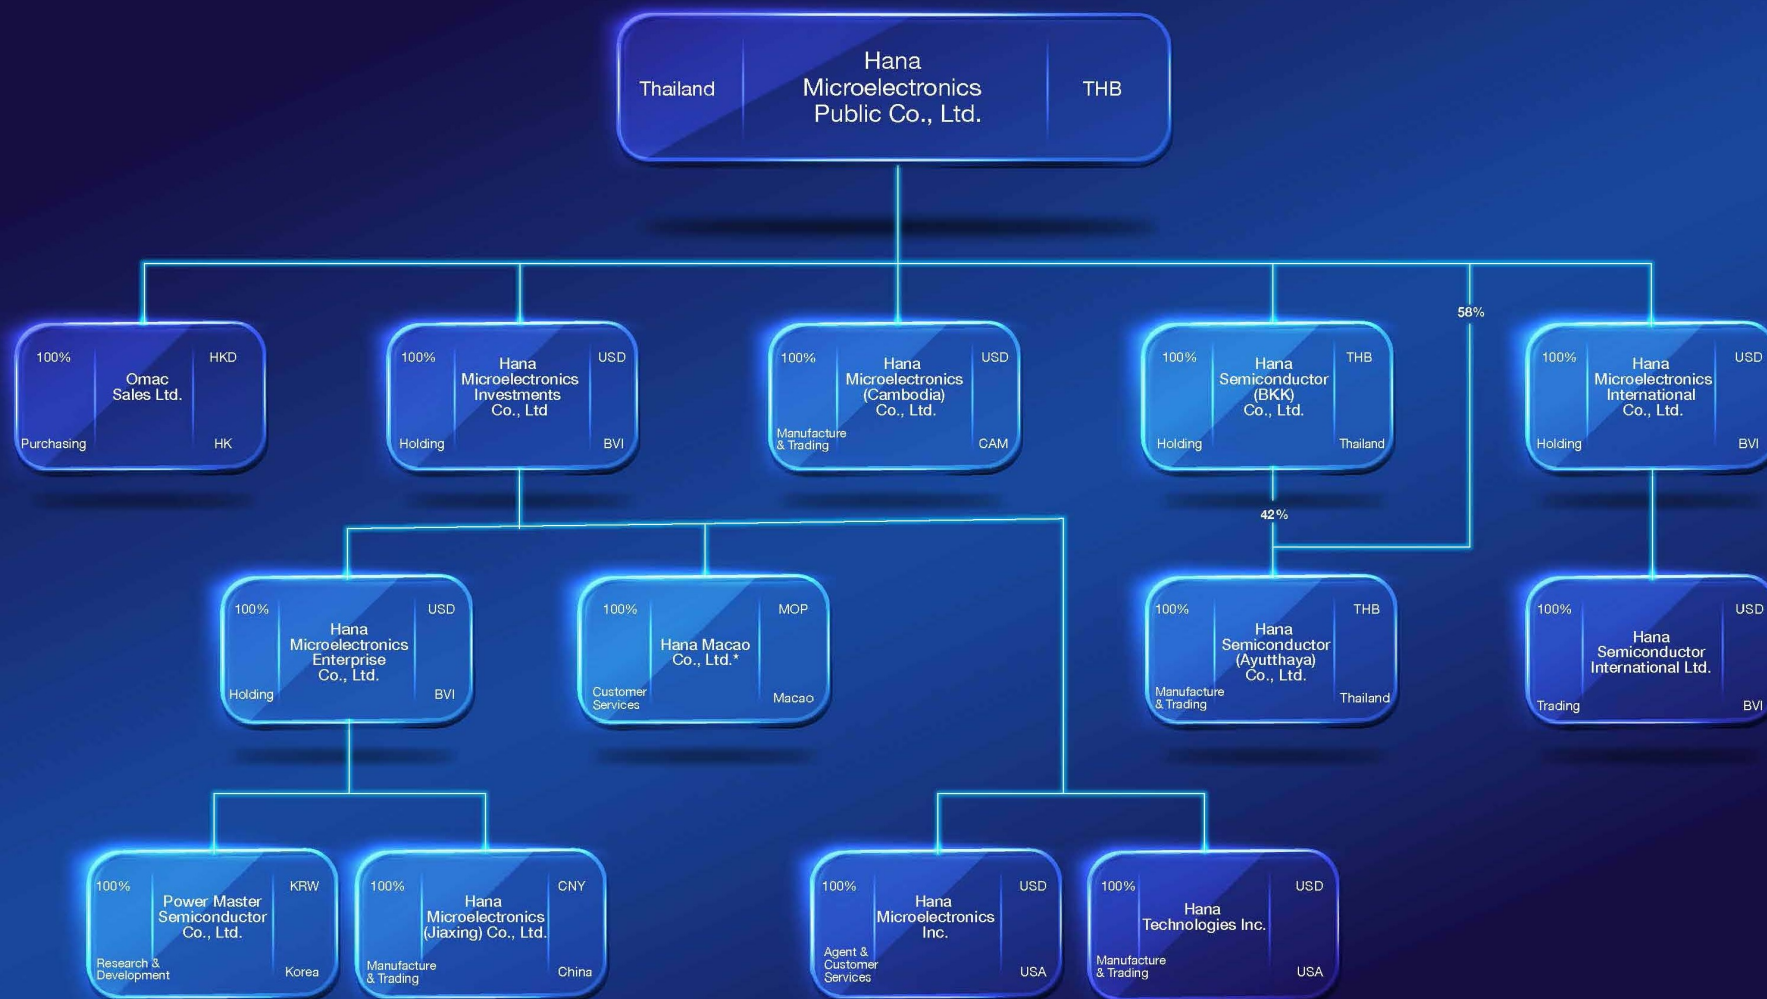 Thailand
Hana
Microelectronics
Public Co., Ltd.
THB
58%
100%
Omac
Sales Ltd.
HKD
Purchasing
HK
100%
Hana
Microelectronics
Investments
Co., Ltd
USD
Holding
BVI
100%
Hana
Microelectronics
(Cambodia)
Co., Ltd.
USD
Manufacture
& Trading
CAM
100%
Hana
Semiconductor
(BKK)
Co., Ltd.
THB
Holding
Thailand
100%
Hana
Microelectronics
International
Co., Ltd.
USD
Holding
BVI
42%
100%
Hana
Microelectronics
Enterprise
Co., Ltd.
USD
Holding
BVI
100%
Hana Macao
Co., Ltd.*
MOP
Customer
Services
Macao
100%
Hana
Semiconductor
(Ayutthaya)
Co., Ltd.
THB
Manufacture
& Trading
Thailand
100%
Hana
Semiconductor
International Ltd.
USD
Trading
BVI
100%
Power Master
Semiconductor
Co., Ltd.
KRW
Research &
Development
Korea
100%
Hana
Microelectronics
(Jiaxing) Co., Ltd.
CNY
Manufacture
& Trading
China
100%
Hana
Microelectronics
Inc.
USD
Agent &
Customer
Services
USA
100%
Hana
Technologies Inc.
USD
Manufacture
& Trading
USA